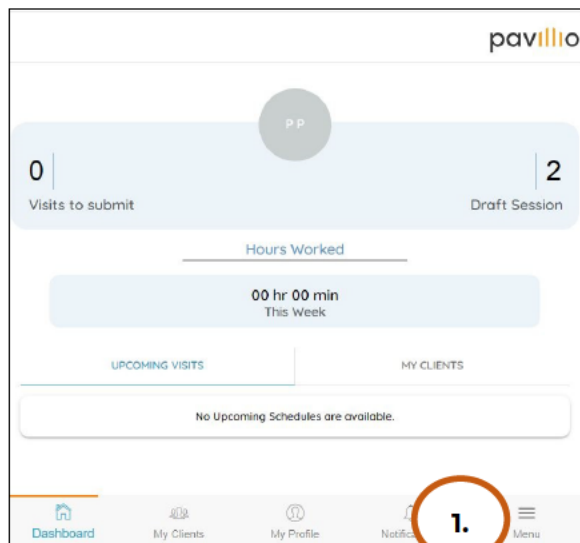 pavillio
P P
0
2
Visits to submit
Draft Session
Hours Worked
00 hr 00 min
This Week
UPCOMING VISITS
MY CLIENTS
No Upcoming Schedules are available.
1.
Dashboard
My Clients
My Profile
Menu